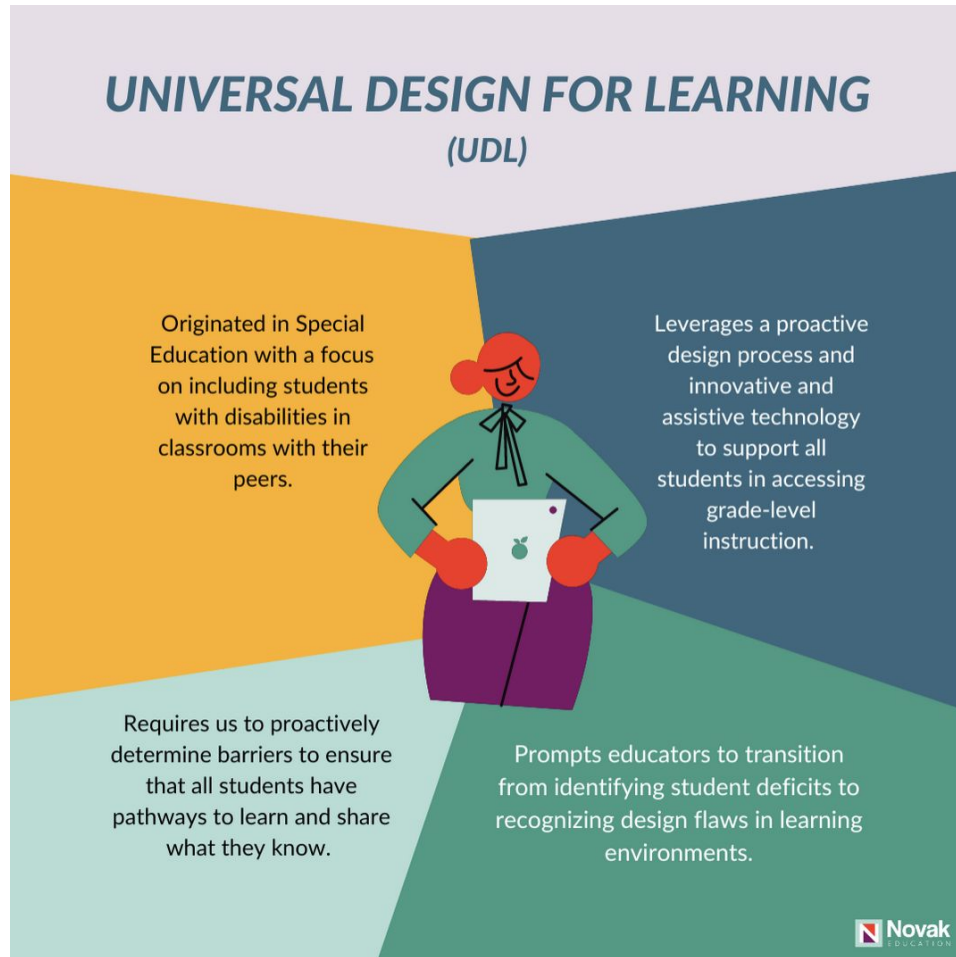 UNIVERSAL DESIGN FOR LEARNING
(UDL)
Originated in Special
Education with a focus
on including students
with disabilities in
classrooms with their
peers.
Leverages a proactive
design process and
innovative and
assistive technology
to support all
students in accessing
grade-level
instruction.
Requires us to proactively
determine barriers to ensure
that all students have
pathways to learn and share
what they know.
Prompts educators to transition
from identifying student deficits to
recognizing design flaws in learning
environments.
Novak
EDUCATION